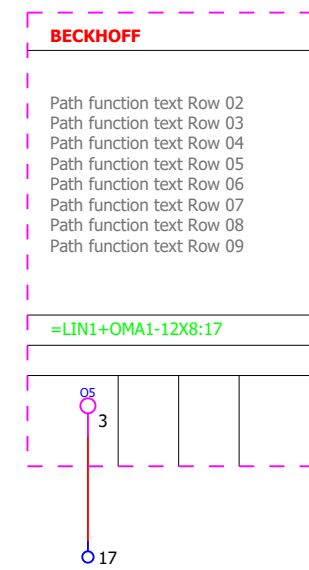 BECKHOFF
Path function text Row 02
Path function text Row 03
Path function text Row 04
Path function text Row 05
Path function text Row 06
Path function text Row 07
Path function text Row 08
Path function text Row 09
=LIN1+OMA1-12X8:17
O5
3
17